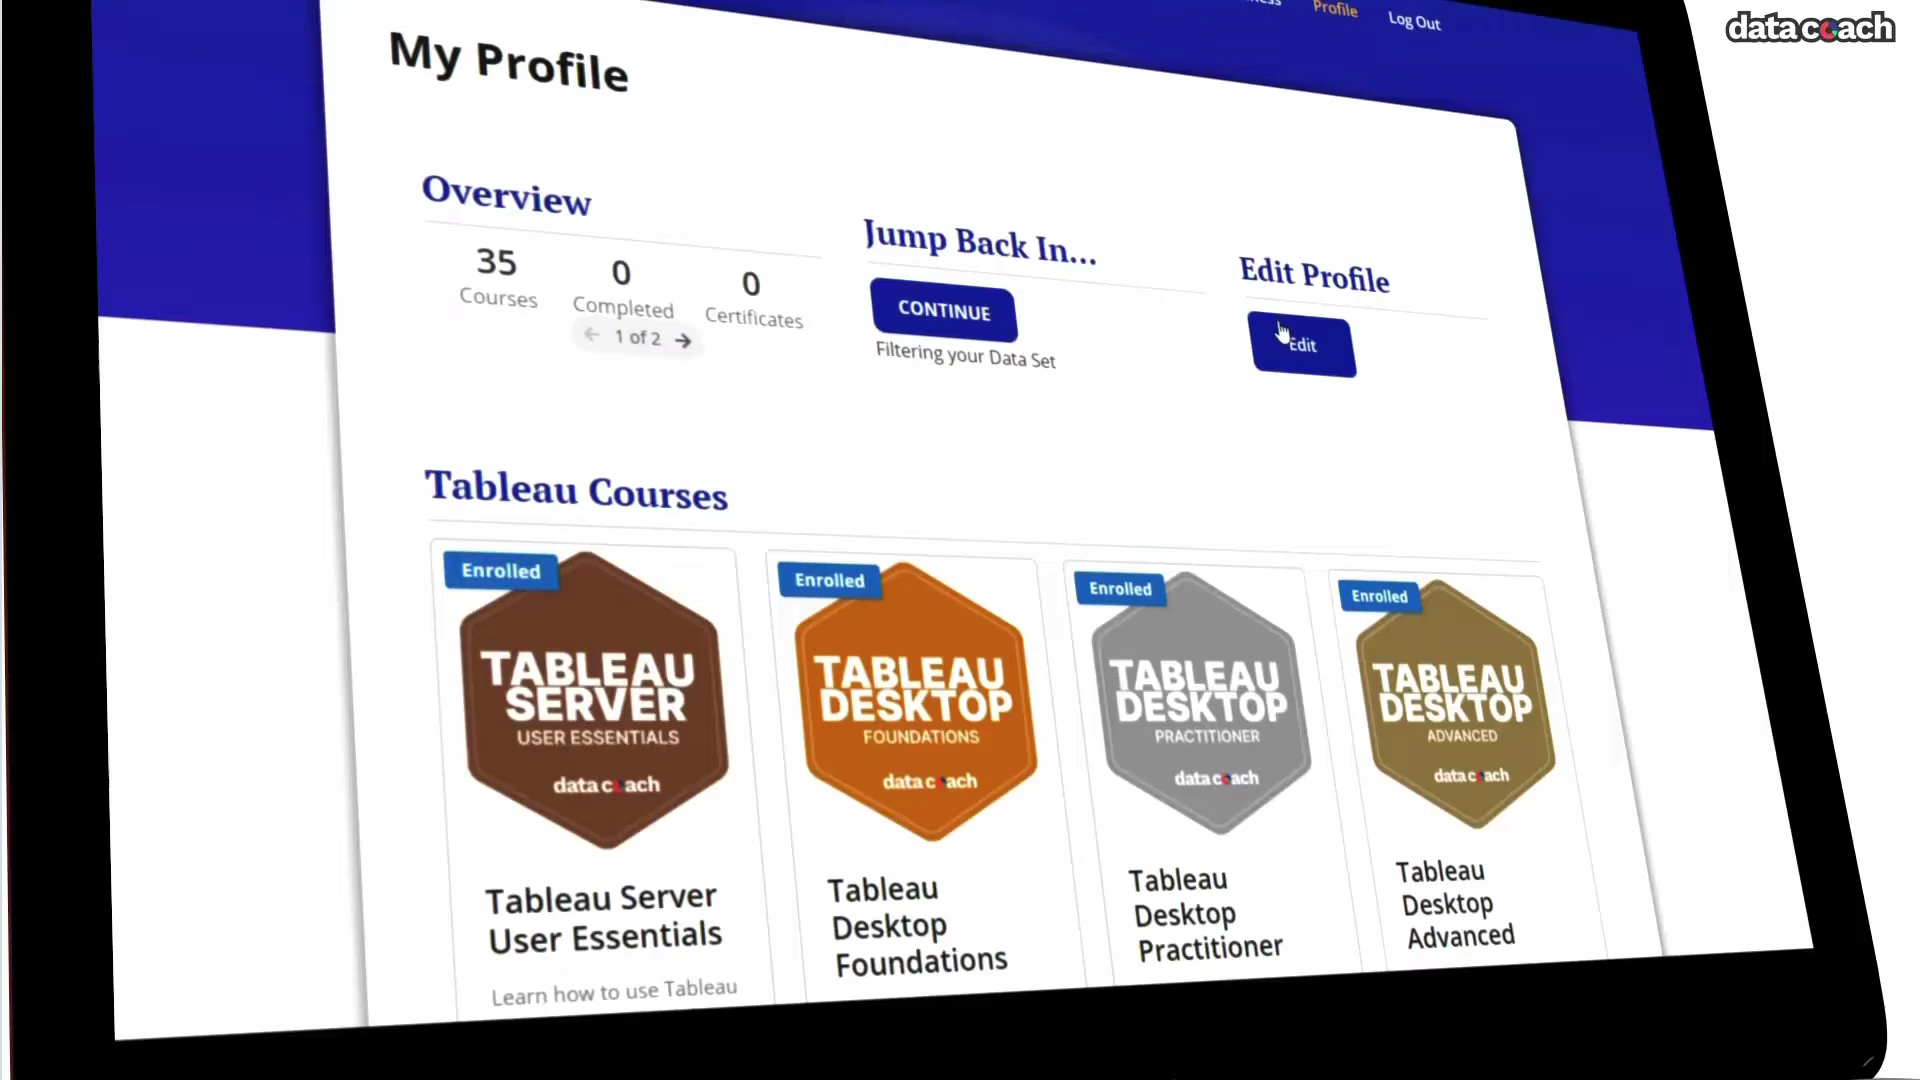 Profile
Log Out
datacoach
My Profile
Overview
35
Courses
0
Completed
0
Certificates
1 of 2
Jump Back In...
CONTINUE
Filtering your Data Set
Edit Profile
Edit
Tableau Courses
Enrolled
TABLEAU
SERVER
USER ESSENTIALS
datacoach
Tableau Server
User Essentials
Learn how to use Tableau
Enrolled
TABLEAU
DESKTOP
FOUNDATIONS
datacoach
Tableau
Desktop
Foundations
Enrolled
TABLEAU
DESKTOP
PRACTITIONER
datacoach
Tableau
Desktop
Practitioner
Enrolled
TABLEAU
DESKTOP
ADVANCED
datacoach
Tableau
Desktop
Advanced